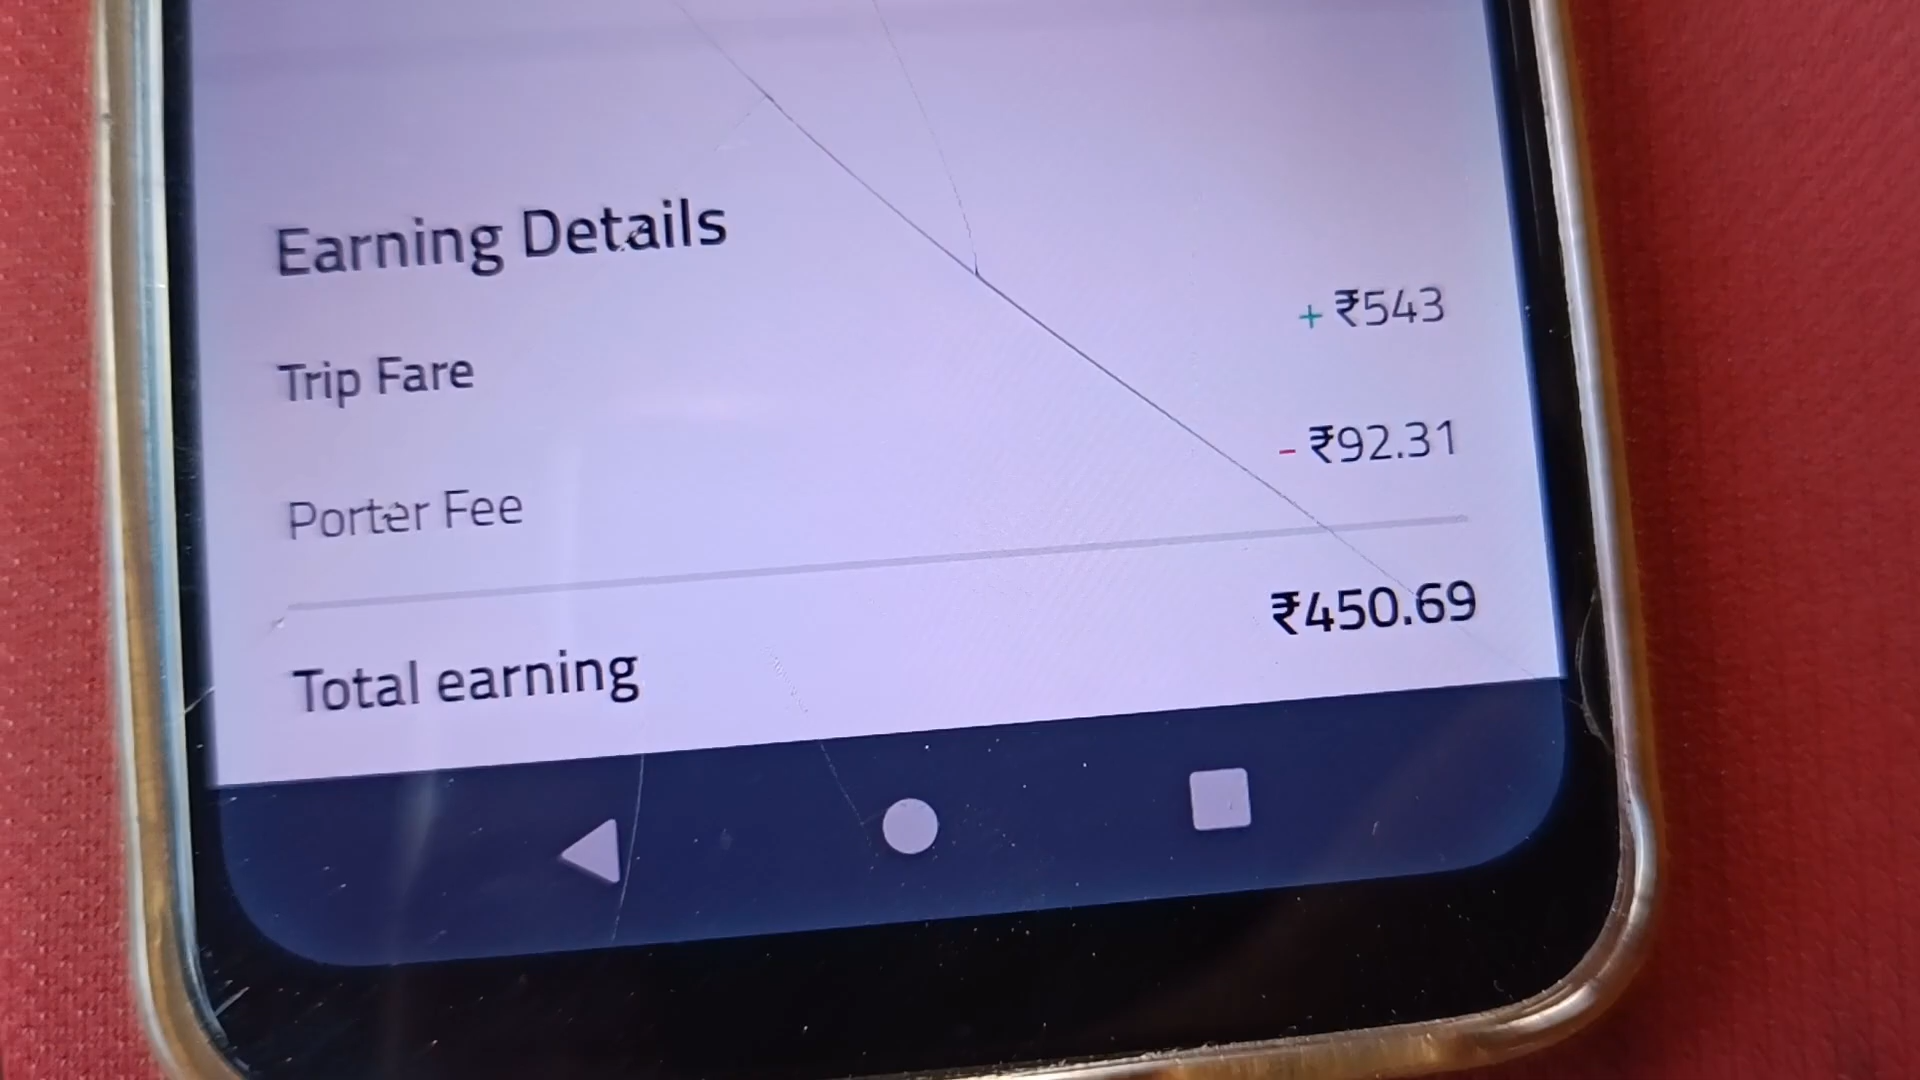 Earning Details
Trip Fare + ₹543
Porter Fee - ₹92.31
Total earning ₹450.69